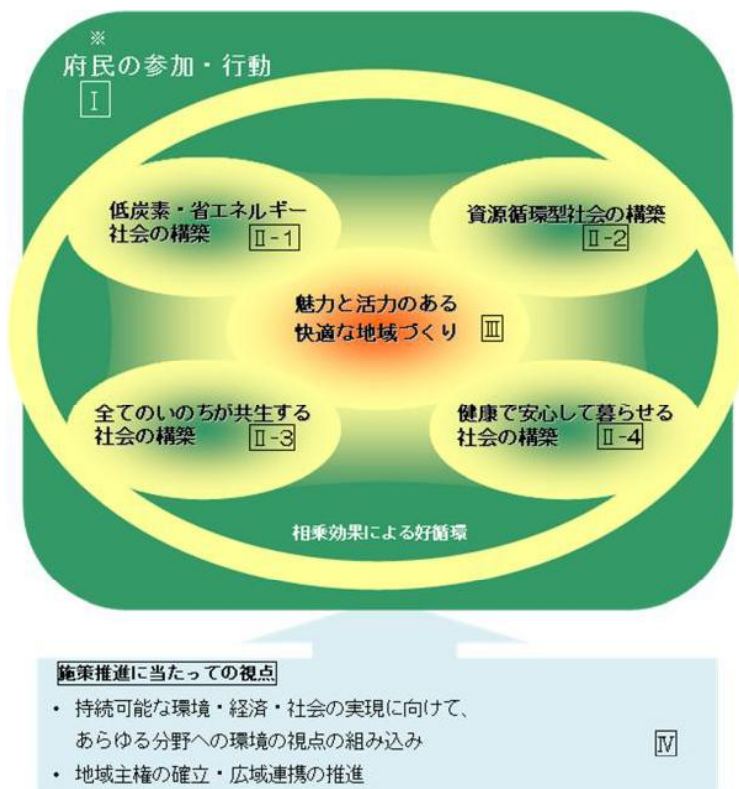 ※
府民の参加・行動
Ⅰ
低炭素・省エネルギー
社会の構築 Ⅱ-1
資源循環型社会の構築
Ⅱ-2
魅力と活力のある
快適な地域づくり Ⅲ
全てのいのちが共生する
社会の構築 Ⅱ-3
健康で安心して暮らせる
社会の構築 Ⅱ-4
相乗効果による好循環
施策推進に当たっての視点
・ 持続可能な環境・経済・社会の実現に向けて、
あらゆる分野への環境の視点の組み込み
Ⅳ
・ 地域主権の確立・広域連携の推進